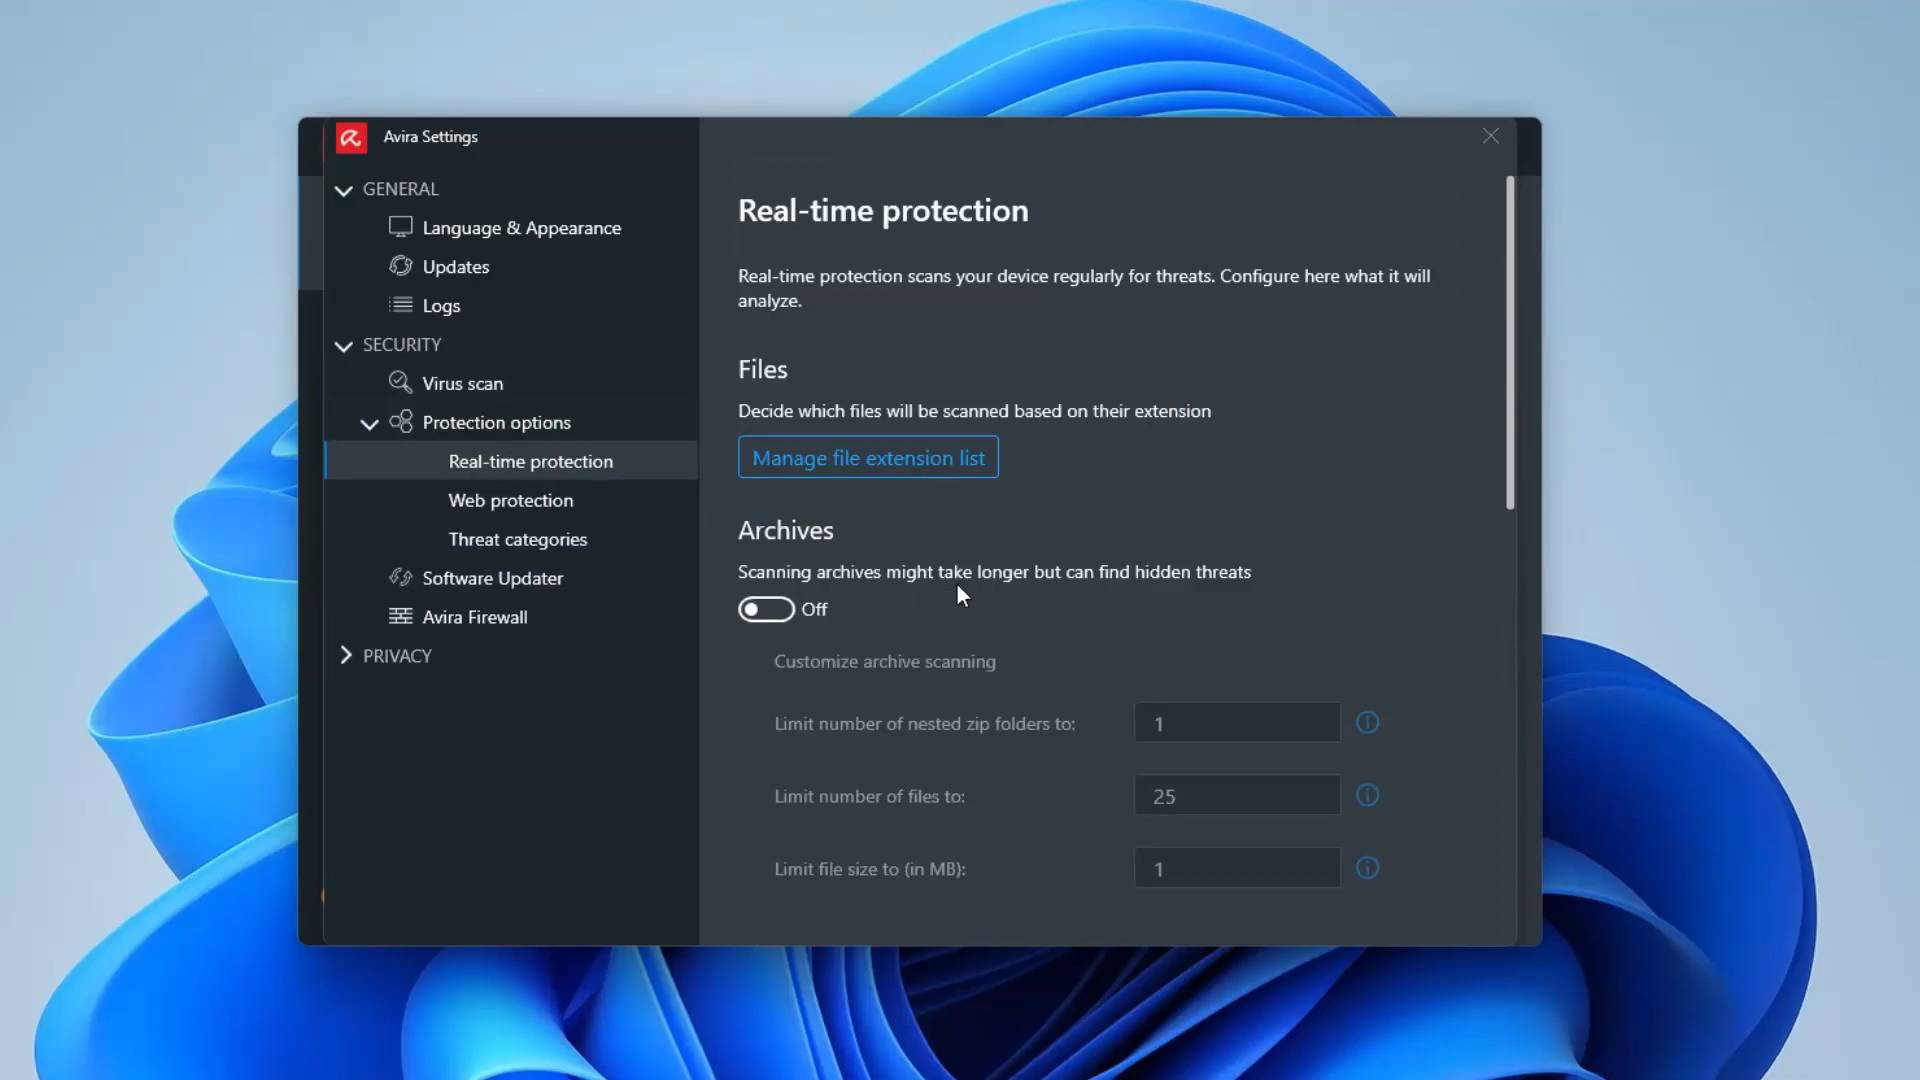 Avira Settings
GENERAL
Language & Appearance
Updates
Logs
SECURITY
Virus scan
Protection options
Real-time protection
Web protection
Threat categories
Software Updater
Avira Firewall
PRIVACY
Real-time protection
Real-time protection scans your device regularly for threats. Configure here what it will
analyze.
Files
Decide which files will be scanned based on their extension
Manage file extension list
Archives
Scanning archives might take longer but can find hidden threats
Off
Customize archive scanning
Limit number of nested zip folders to: 1
Limit number of files to: 25
Limit file size to (in MB): 1